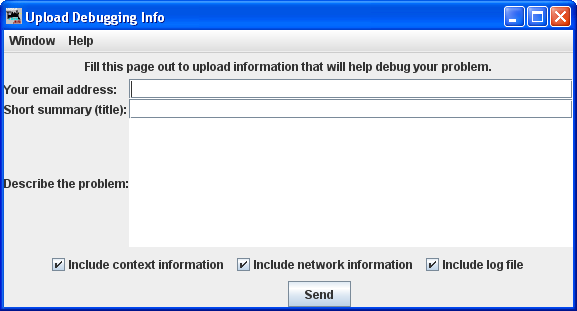 Upload Debugging Info
Window Help
Fill this page out to upload information that will help debug your problem.
Your email address:
Short summary (title):
Describe the problem:
Include context information Include network information Include log file
Send